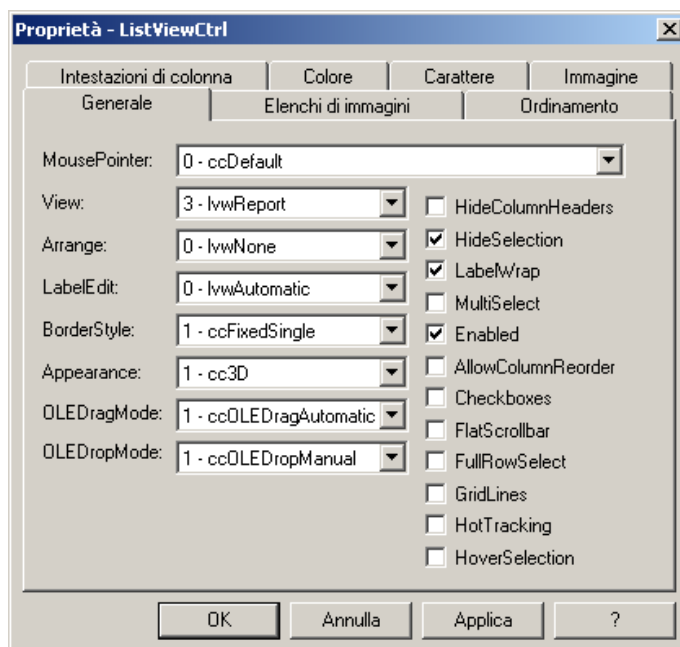 Proprietà - ListViewCtrl
Intestazioni di colonna Colore Carattere Immagine
Generale Elenchi di immagini Ordinamento
MousePointer: 0 - ccDefault
View: 3 - lvwReport
HideColumnHeaders
Arrange: 0 - lvwNone
HideSelection
LabelWrap
LabelEdit: 0 - lvwAutomatic
MultiSelect
BorderStyle: 1 - ccFixedSingle
Enabled
Appearance: 1 - cc3D
AllowColumnReorder
Checkboxes
OLEDragMode: 1 - ccOLEDragAutomatic
FlatScrollbar
OLEDropMode: 1 - ccOLEDropManual
FullRowSelect
GridLines
HotTracking
HoverSelection
OK Annulla Applica ?